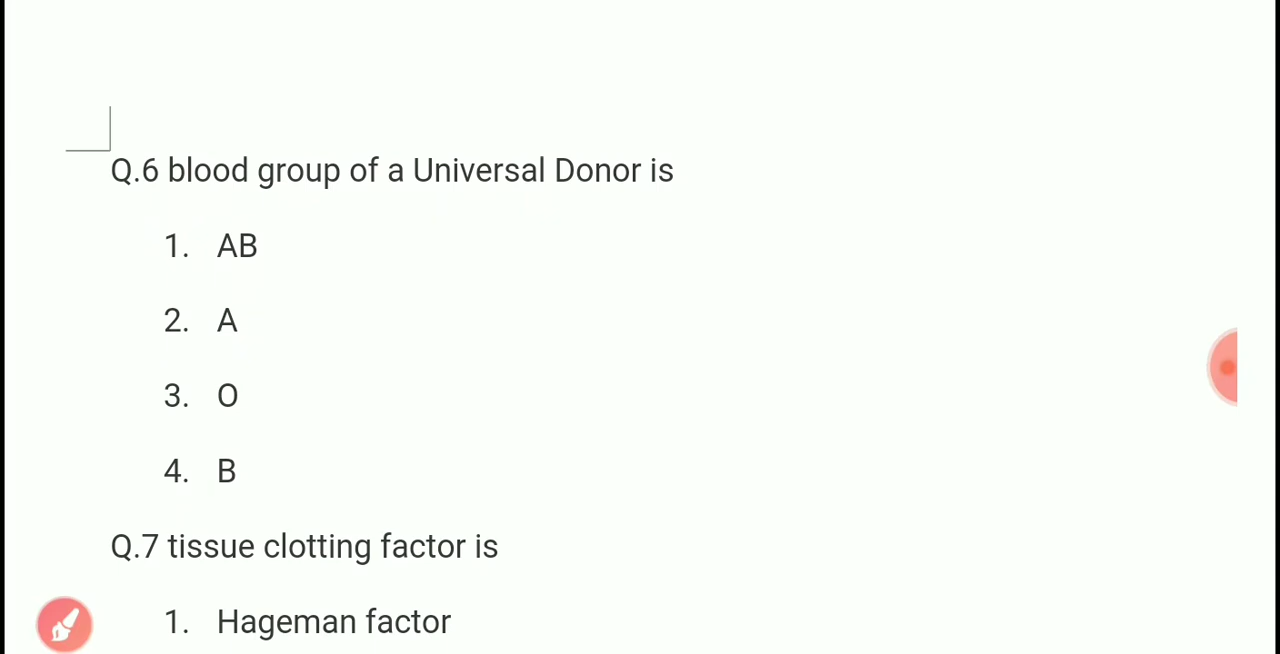 Q.6 blood group of a Universal Donor is
1. AB
2. A
3. O
4. B
Q.7 tissue clotting factor is
1. Hageman factor